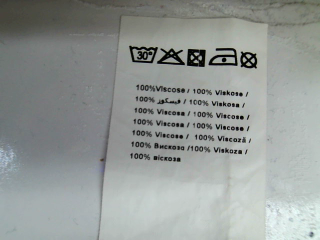 30°
100%Viscose / 100% Viskose /
100% فيسكوز / 100% Viskosa /
100% Viscosa / 100% Viscose /
100% Viscosa / 100% Viscose /
100% Viscose / 100% Viscoză /
100% Вискоза /100% Viskoza /
100% віскоза